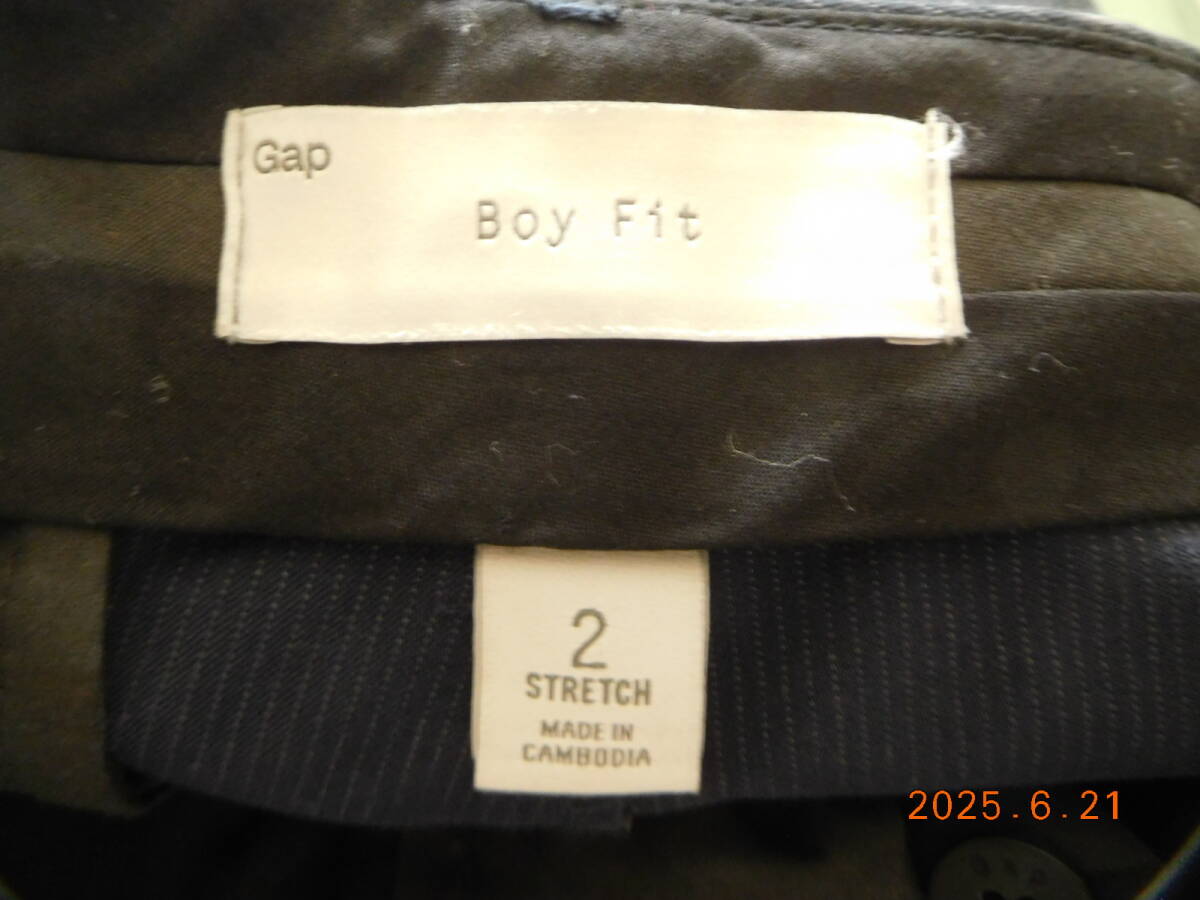 Gap
Boy Fit
2
STRETCH
MADE IN
CAMBODIA
2025.6.21